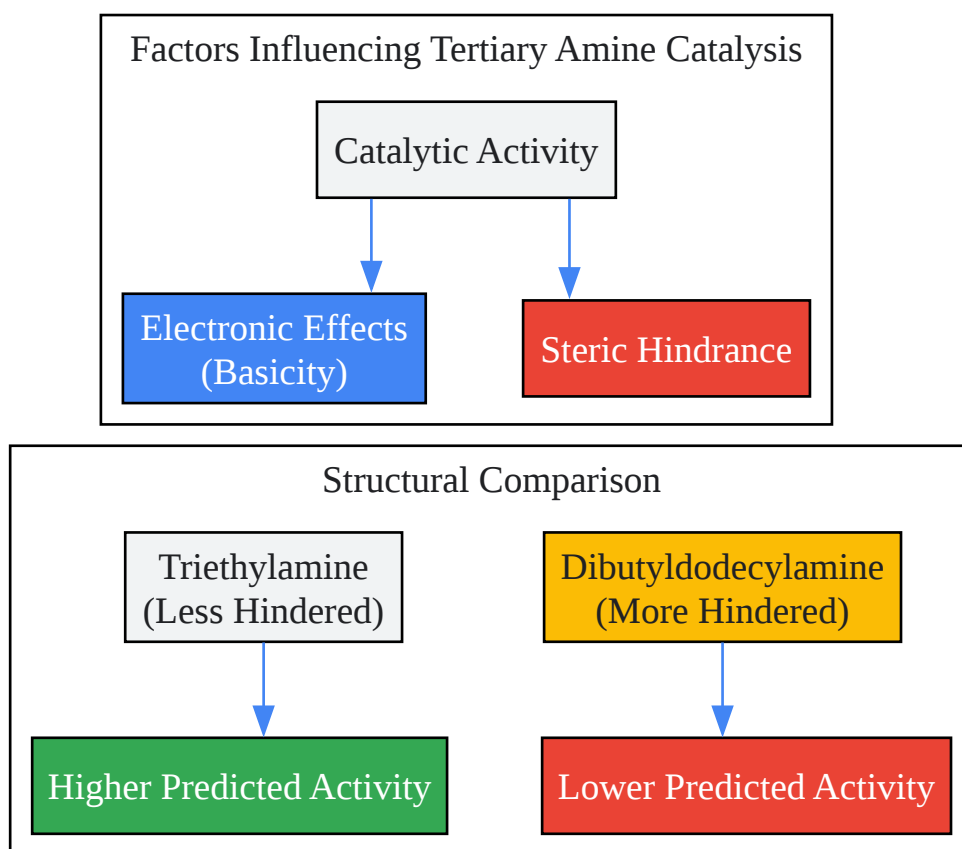 Factors Influencing Tertiary Amine Catalysis
Catalytic Activity
Electronic Effects
(Basicity)
Steric Hindrance
Structural Comparison
Triethylamine
(Less Hindered)
Dibutyldodecylamine
(More Hindered)
Higher Predicted Activity
Lower Predicted Activity